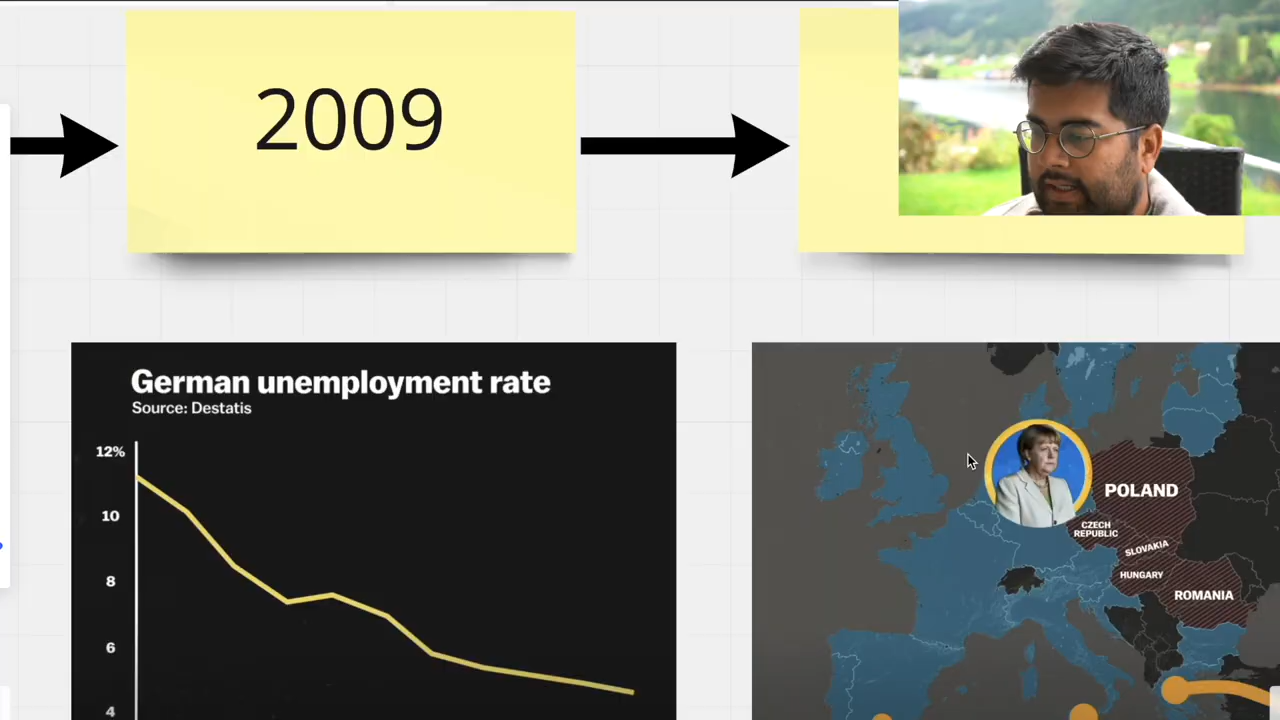 2009
German unemployment rate
Source: Destatis
12%
10
8
6
4
POLAND
CZECH
REPUBLIC
SLOVAKIA
HUNGARY
ROMANIA